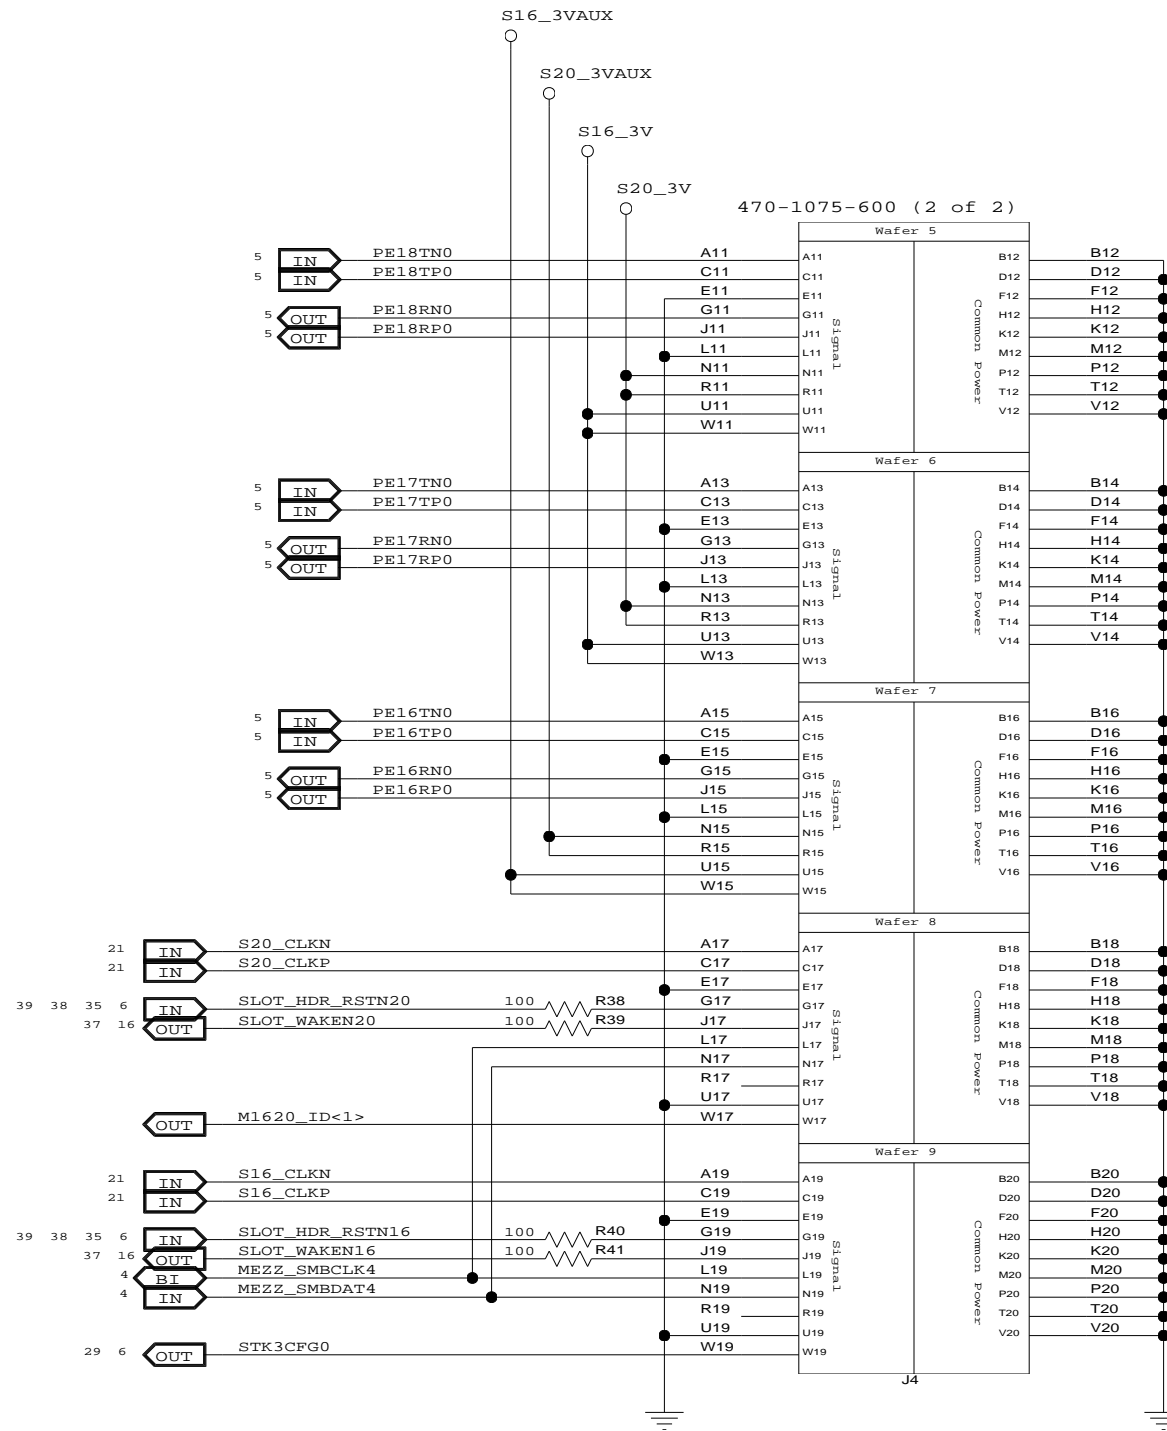 S16_3VAUX
S20_3VAUX
S16_3V
S20_3V
470-1075-600 (2 of 2)
Wafer 5
5 IN PE18TN0 A11 A11 B12 B12
5 IN PE18TP0 C11 C11 D12 D12
E11 E11 F12 F12
5 OUT PE18RN0 G11 G11 H12 H12
5 OUT PE18RP0 J11 J11 K12 K12
L11 L11 M12 M12
N11 N11 P12 P12
R11 R11 T12 T12
U11 U11 V12 V12
W11 W11
Signal
Common Power
Wafer 6
5 IN PE17TN0 A13 A13 B14 B14
5 IN PE17TP0 C13 C13 D14 D14
E13 E13 F14 F14
5 OUT PE17RN0 G13 G13 H14 H14
5 OUT PE17RP0 J13 J13 K14 K14
L13 L13 M14 M14
N13 N13 P14 P14
R13 R13 T14 T14
U13 U13 V14 V14
W13 W13
Signal
Common Power
Wafer 7
5 IN PE16TN0 A15 A15 B16 B16
5 IN PE16TP0 C15 C15 D16 D16
E15 E15 F16 F16
5 OUT PE16RN0 G15 G15 H16 H16
5 OUT PE16RP0 J15 J15 K16 K16
L15 L15 M16 M16
N15 N15 P16 P16
R15 R15 T16 T16
U15 U15 V16 V16
W15 W15
Signal
Common Power
Wafer 8
21 IN S20_CLKN A17 A17 B18 B18
21 IN S20_CLKP C17 C17 D18 D18
E17 E17 F18 F18
39 38 35 6 IN SLOT_HDR_RSTN20 100 R38 G17 G17 H18 H18
37 16 OUT SLOT_WAKEN20 100 R39 J17 J17 K18 K18
L17 L17 M18 M18
N17 N17 P18 P18
R17 R17 T18 T18
U17 U17 V18 V18
OUT M1620_ID<1> W17 W17
Signal
Common Power
Wafer 9
21 IN S16_CLKN A19 A19 B20 B20
21 IN S16_CLKP C19 C19 D20 D20
E19 E19 F20 F20
39 38 35 6 IN SLOT_HDR_RSTN16 100 R40 G19 G19 H20 H20
37 16 OUT SLOT_WAKEN16 100 R41 J19 J19 K20 K20
4 BI MEZZ_SMBCLK4 L19 L19 M20 M20
4 IN MEZZ_SMBDAT4 N19 N19 P20 P20
R19 R19 T20 T20
U19 U19 V20 V20
29 6 OUT STK3CFG0 W19 W19
Signal
Common Power
J4